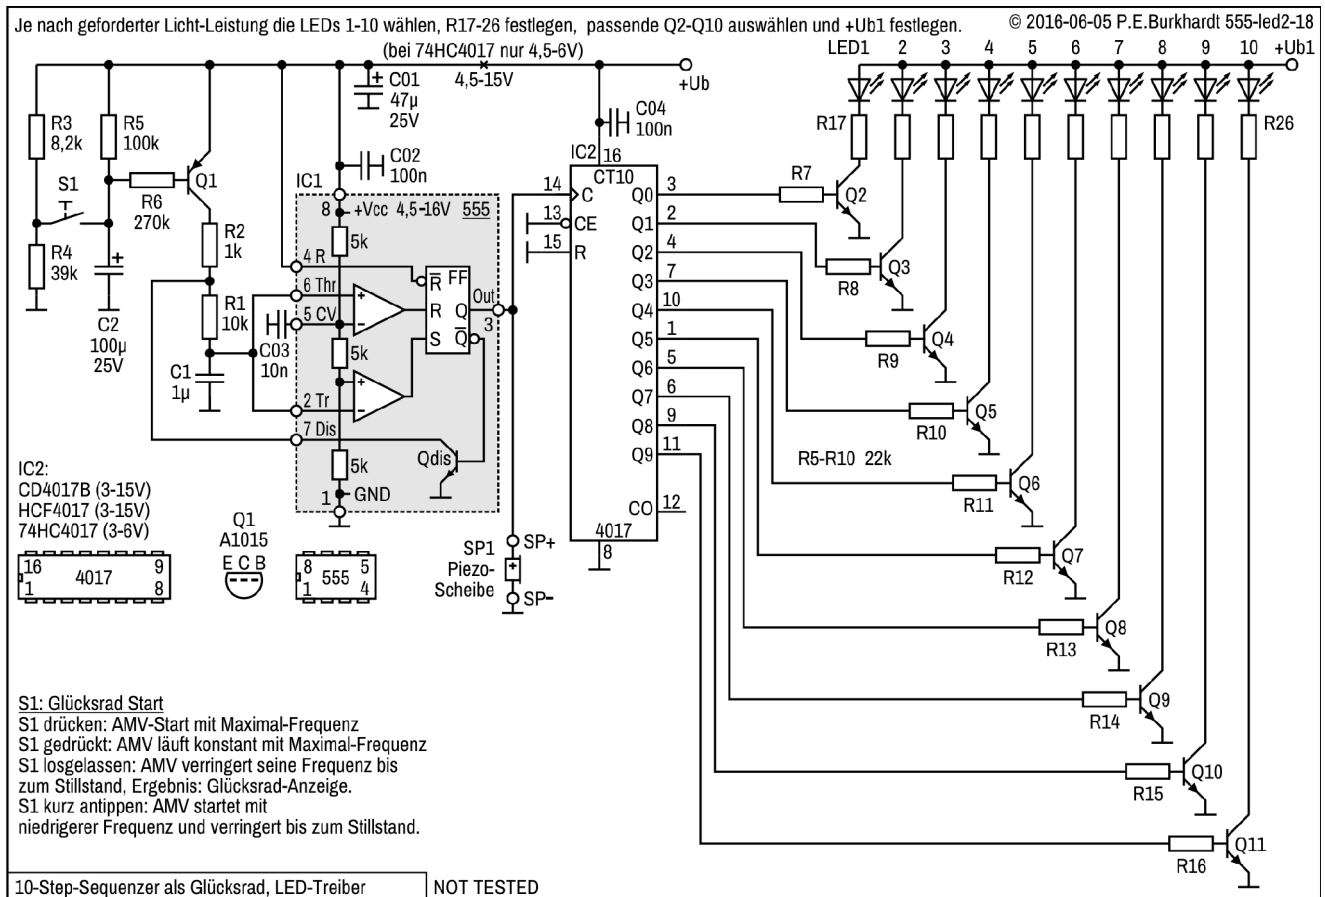 Je nach geforderter Licht-Leistung die LEDs 1-10 wählen, R17-26 festlegen, passende Q2-Q10 auswählen und +Ub1 festlegen.
© 2016-06-05 P.E.Burkhardt 555-led2-18
(bei 74HC4017 nur 4,5-6V)
4,5-15V
+Ub
LED1 2 3 4 5 6 7 8 9 10 +Ub1
C01
47µ
25V
C02
100n
C04
100n
R3
8,2k
R5
100k
S1
R6
270k
Q1
R4
39k
C2
100µ
25V
R2
1k
R1
10k
C1
1µ
C03
10n
IC1
8 +Vcc 4,5-16V 555
5k
4 R
6 Thr
5 CV
5k
2 Tr
7 Dis
5k
1 GND
R FF
R Q
S Q
Out
3
Qdis
IC2
16
CT10
14 C
13 CE
15 R
Q0 3
Q1 2
Q2 4
Q3 7
Q4 10
Q5 1
Q6 5
Q7 6
Q8 9
Q9 11
CO 12
4017
8
R17
R26
R7
Q2
R8
Q3
R9
Q4
R10
Q5
R5-R10 22k
R11
Q6
R12
Q7
R13
Q8
R14
Q9
R15
Q10
R16
Q11
SP1
Piezo-
Scheibe
SP+
+
SP-
IC2:
CD4017B (3-15V)
HCF4017 (3-15V)
74HC4017 (3-6V)
16 9
4017
1 8
Q1
A1015
E C B
8 5
555
1 4
S1: Glücksrad Start
S1 drücken: AMV-Start mit Maximal-Frequenz
S1 gedrückt: AMV läuft konstant mit Maximal-Frequenz
S1 losgelassen: AMV verringert seine Frequenz bis
zum Stillstand, Ergebnis: Glücksrad-Anzeige.
S1 kurz antippen: AMV startet mit
niedrigerer Frequenz und verringert bis zum Stillstand.
10-Step-Sequenzer als Glücksrad, LED-Treiber
NOT TESTED